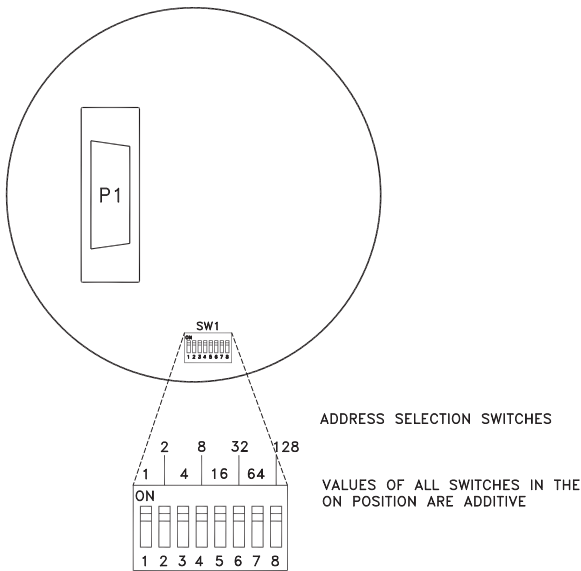 P1
SW1
ON
1 2 3 4 5 6 7 8
ADDRESS SELECTION SWITCHES
2 8 32 128
1 4 16 64
VALUES OF ALL SWITCHES IN THE
ON POSITION ARE ADDITIVE
ON
1 2 3 4 5 6 7 8